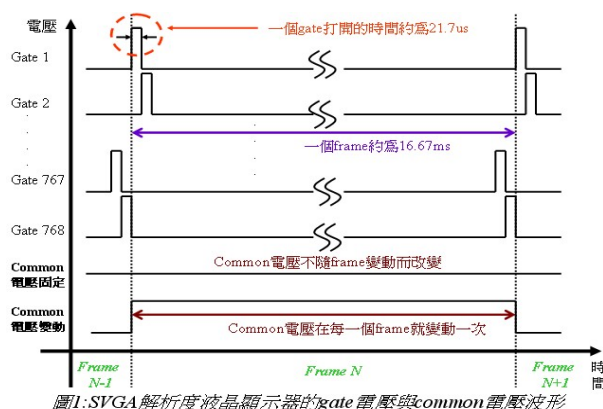 電壓
一個gate打開的時間約為21.7us
Gate 1
Gate 2
一個frame約為16.67ms
Gate 767
Gate 768
Common
電壓固定
Common電壓不隨frame變動而改變
Common
電壓變動
Common電壓在每一個frame就變動一次
Frame
N-1
Frame N
Frame
N+1
時
間
圖1:SVGA解析度液晶顯示器的gate電壓與common電壓波形